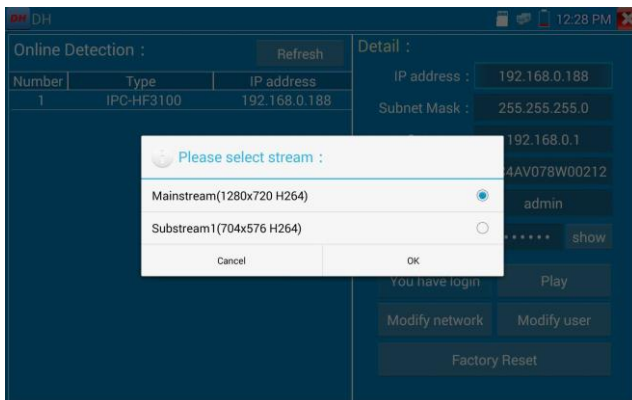 DH DH
12:28 PM
Online Detection :
Refresh
Number Type IP address
1 IPC-HF3100 192.168.0.188
Detail :
IP address : 192.168.0.188
Subnet Mask : 255.255.255.0
192.168.0.1
4AV078W00212
admin
show
Please select stream :
Mainstream(1280x720 H264)
Substream1(704x576 H264)
Cancel OK
You have login Play
Modify network Modify user
Factory Reset